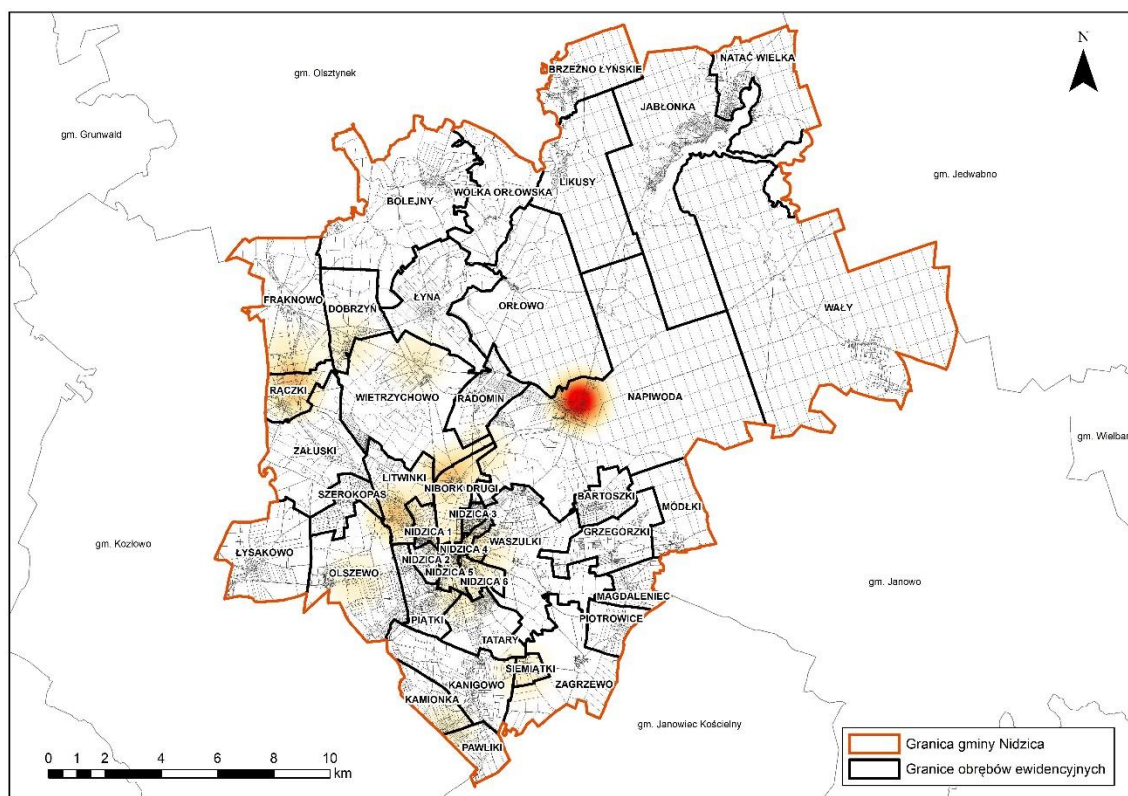 N
BRZEŹNO ŁYŃSKIE
NATAĆ WIELKA
gm. Olsztynek
JABŁONKA
gm. Grunwald
gm. Jedwabno
LIKUSY
WÓLKA ORŁOWSKA
BOLEJNY
FRAKNOWO
ŁYNA
ORŁOWO
DOBRZYŃ
WAŁY
RĄCZKI
WIETRZYCHOWO
RADOMIN
NAPIWODA
gm. Wielbar
ZAŁUSKI
LITWINKI
NIBORK DRUGI
SZEROKOPAS
BARTOSZKI
MÓDŁKI
NIDZICA 3
NIDZICA 1
GRZEGÓRZKI
WASZULKI
gm. Kozłowo
ŁYSAKOWO
NIDZICA 4
NIDZICA 2
OLSZEWO
NIDZICA 5
NIDZICA 6
gm. Janowo
MAGDALENIEC
PIĄTKI
PIOTROWICE
TATARY
SIEMIĄTKI
KANIGOWO
ZAGRZEWO
KAMIONKA
gm. Janowiec Kościelny
PAWLIKI
Granica gminy Nidzica
Granice obrębów ewidencyjnych
0 2 4 6 8 10
km